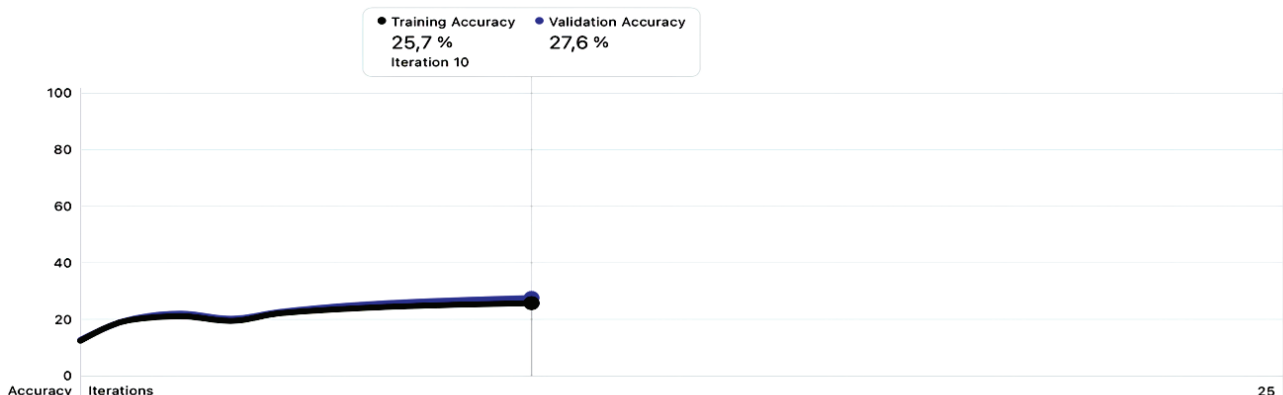 Training Accuracy Validation Accuracy
25,7 % 27,6 %
Iteration 10
100
80
60
40
20
0
Accuracy Iterations 25